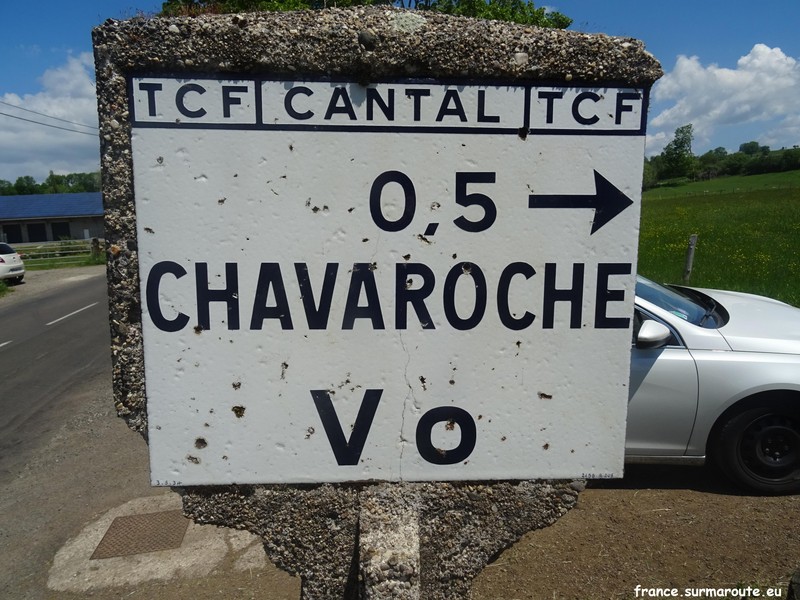 TCF CANTAL TCF
0,5 →
CHAVAROCHE
Vo
france.surmaroute.eu